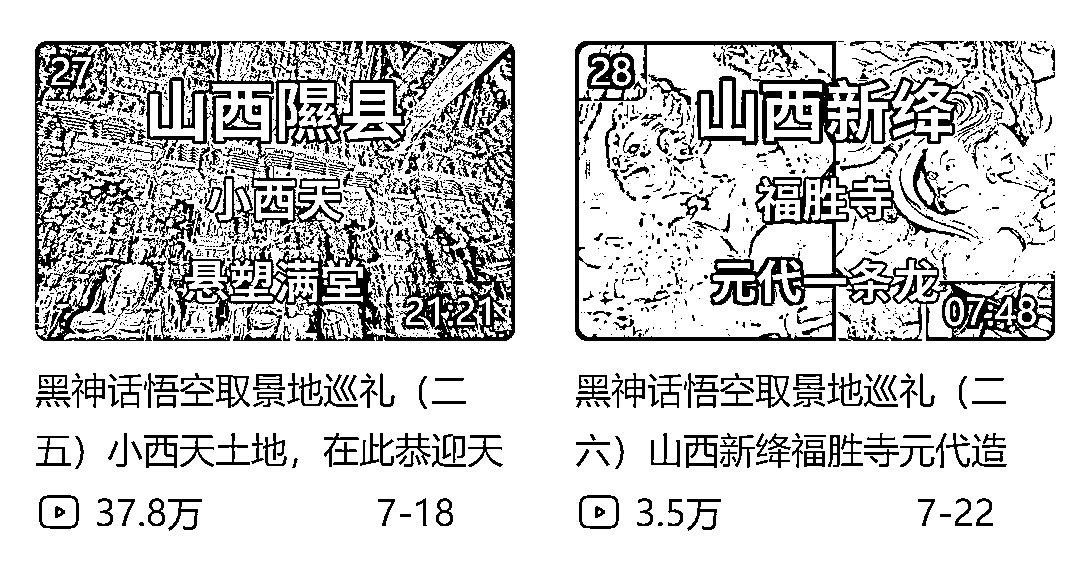 27
山西隰县
小西天
悬塑满堂
21:21
黑神话悟空取景地巡礼（二
五）小西天土地，在此恭迎天
37.8万 7-18
28
山西新绛
福胜寺
元代一条龙
07:48
黑神话悟空取景地巡礼（二
六）山西新绛福胜寺元代造
3.5万 7-22